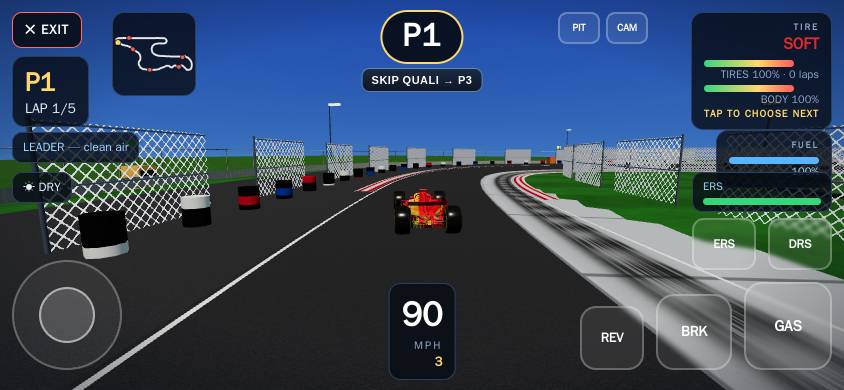 ✕ EXIT
P1
LAP 1/5
LEADER — clean air
☀ DRY
P1
SKIP QUALI → P3
PIT
CAM
TIRE
SOFT
TIRES 100% · 0 laps
BODY 100%
TAP TO CHOOSE NEXT
FUEL
100%
ERS
ERS
DRS
90
MPH
3
REV
BRK
GAS